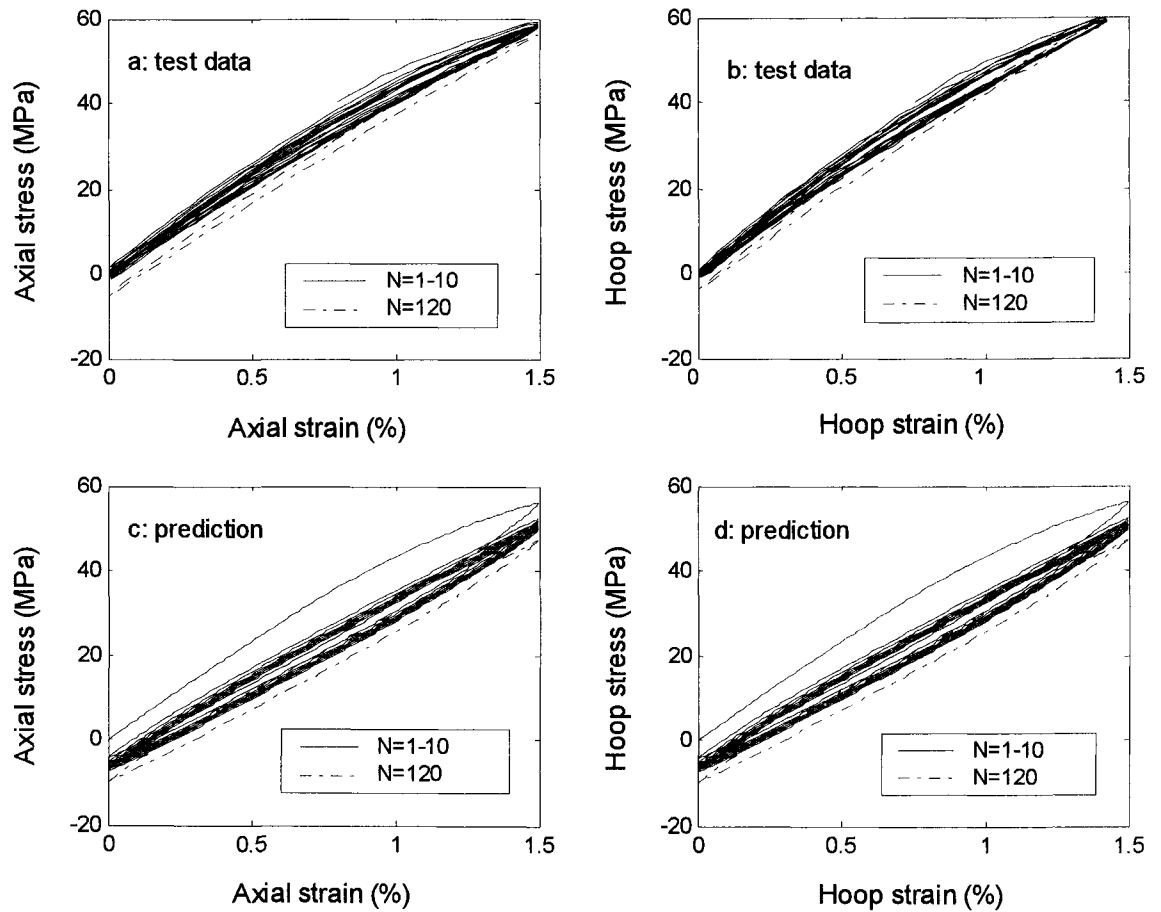 60
40
20
0
-20
Axial stress (MPa)
a: test data
N=1-10
N=120
0
0.5
1
1.5
Axial strain (%)
60
40
20
0
-20
Hoop stress (MPa)
b: test data
N=1-10
N=120
0
0.5
1
1.5
Hoop strain (%)
60
40
20
0
-20
Axial stress (MPa)
c: prediction
N=1-10
N=120
0
0.5
1
1.5
Axial strain (%)
60
40
20
0
-20
Hoop stress (MPa)
d: prediction
N=1-10
N=120
0
0.5
1
1.5
Hoop strain (%)